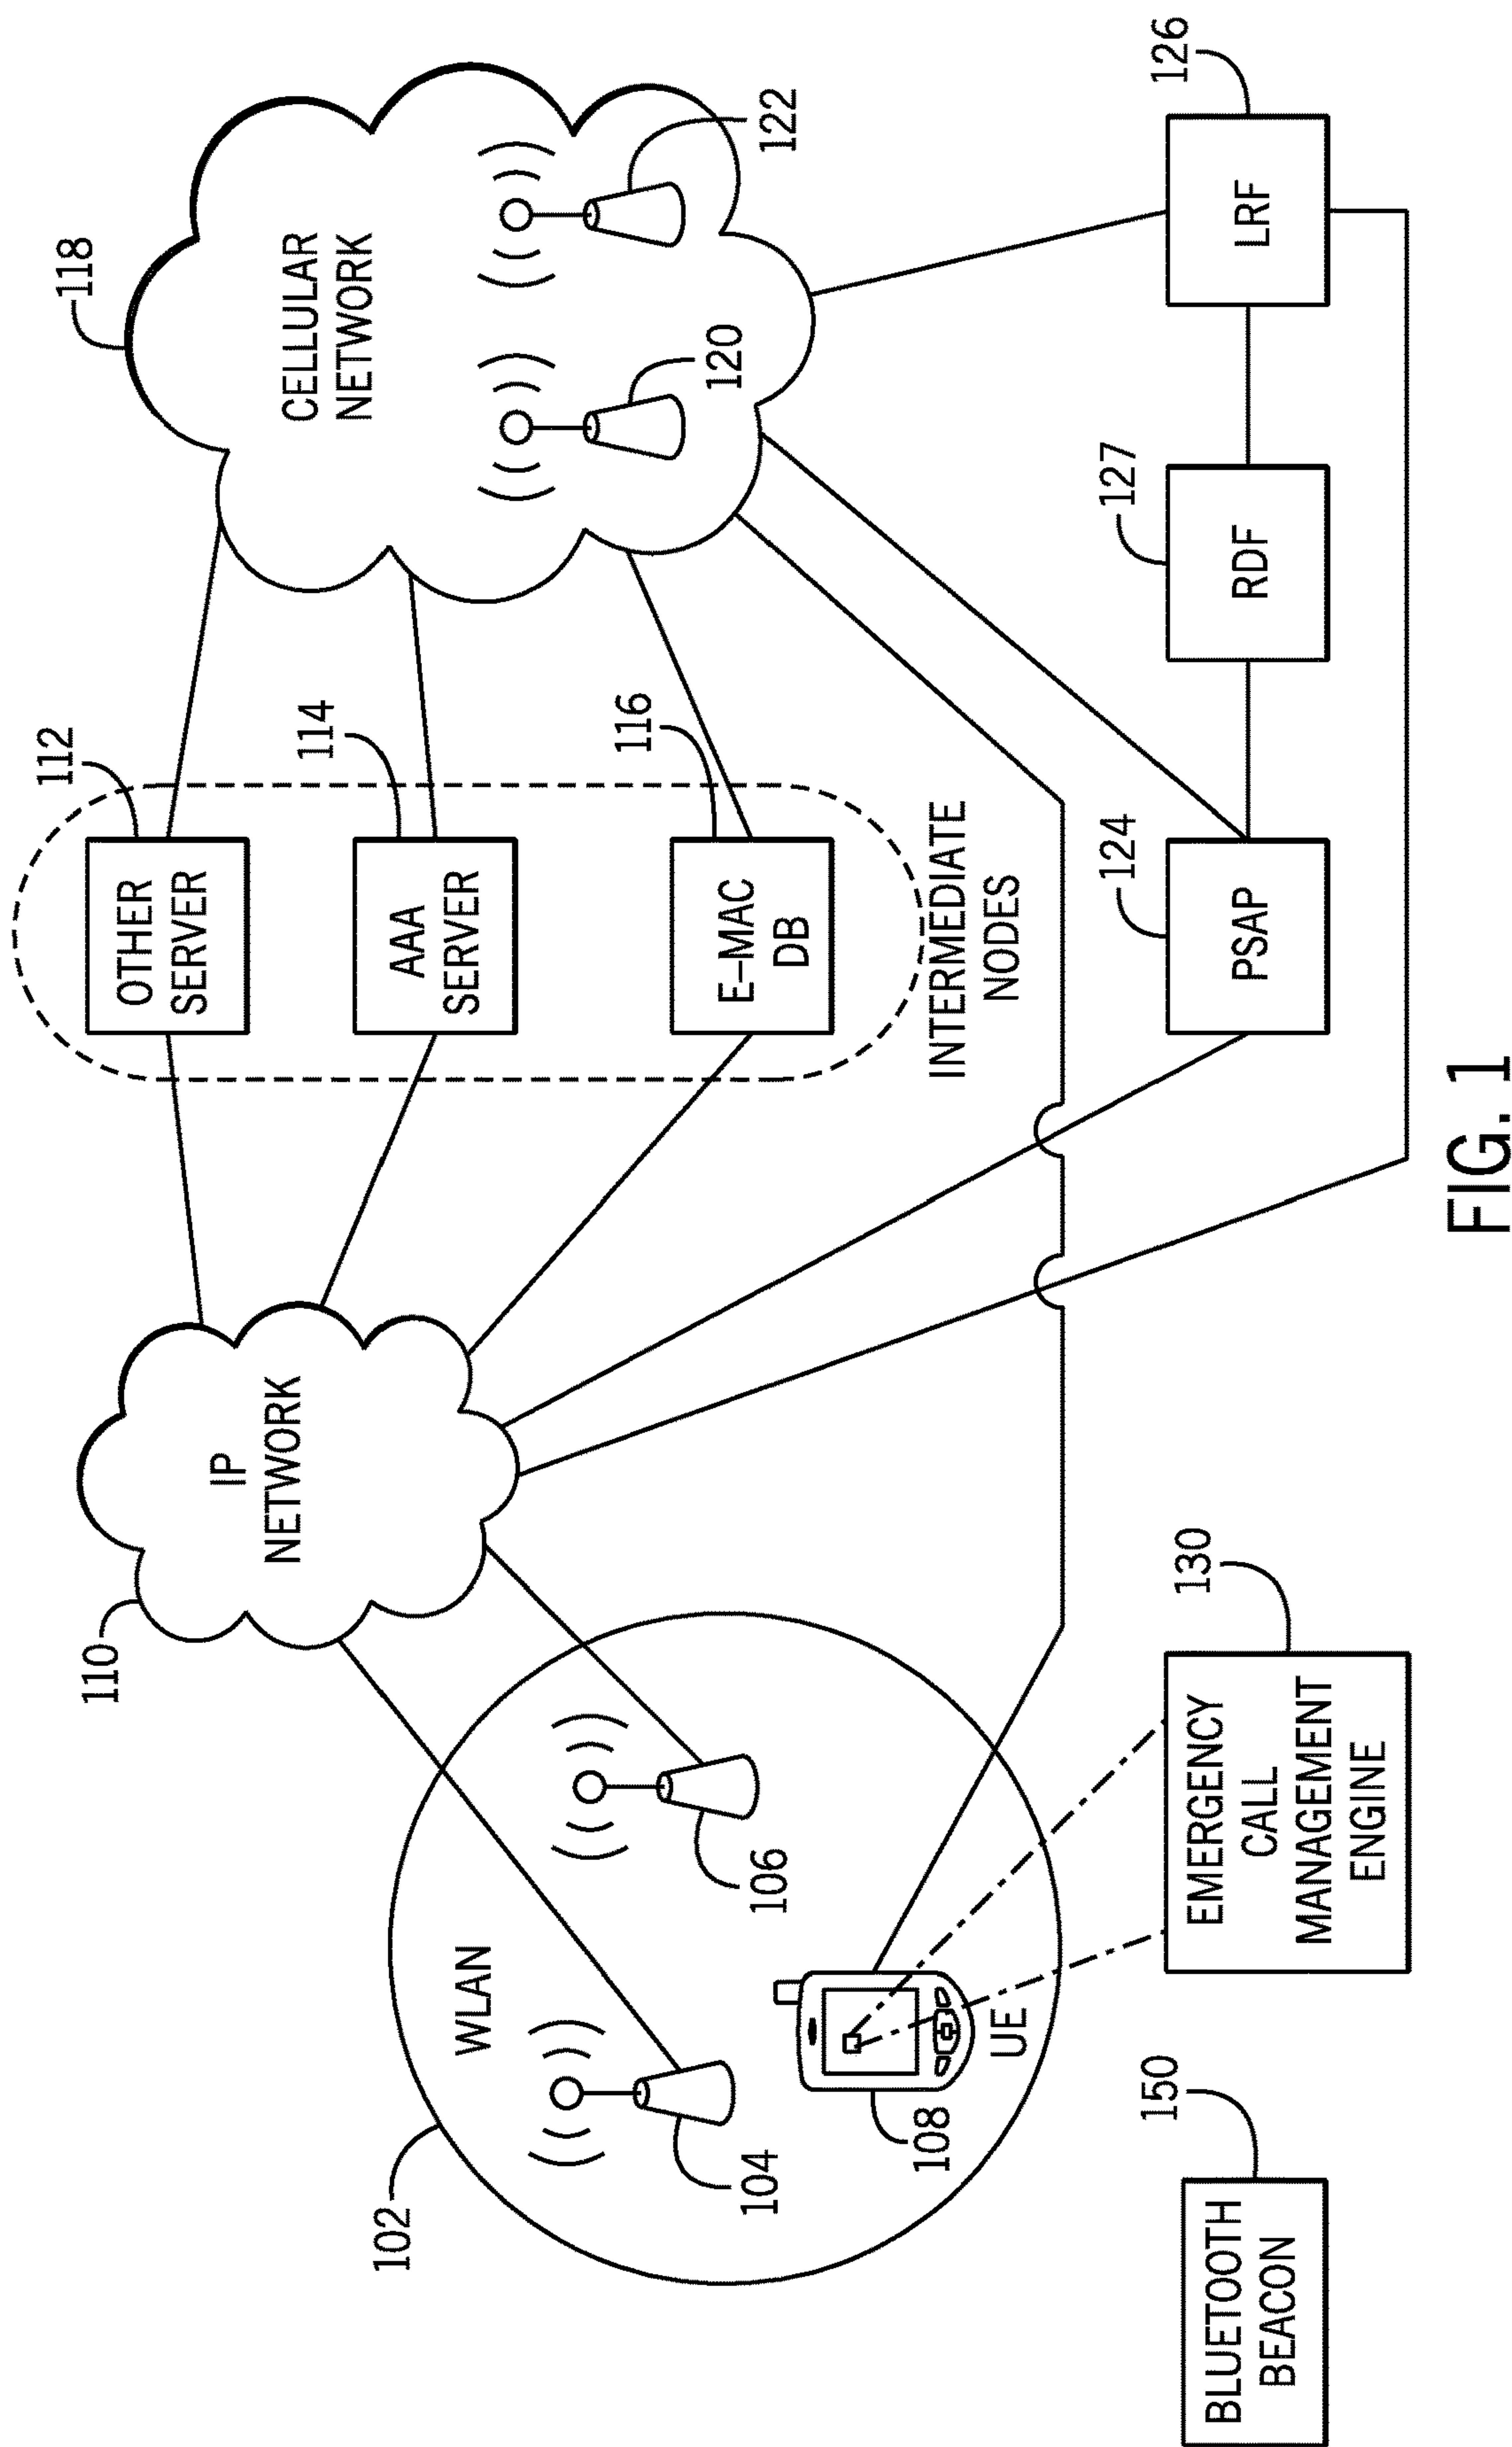 118
CELLULAR
NETWORK
120
122
112
OTHER
SERVER
114
AAA
SERVER
116
E–MAC
DB
INTERMEDIATE
NODES
110
IP
NETWORK
102
WLAN
104
106
108
UE
124
PSAP
127
RDF
126
LRF
130
EMERGENCY
CALL
MANAGEMENT
ENGINE
150
BLUETOOTH
BEACON
FIG. 1